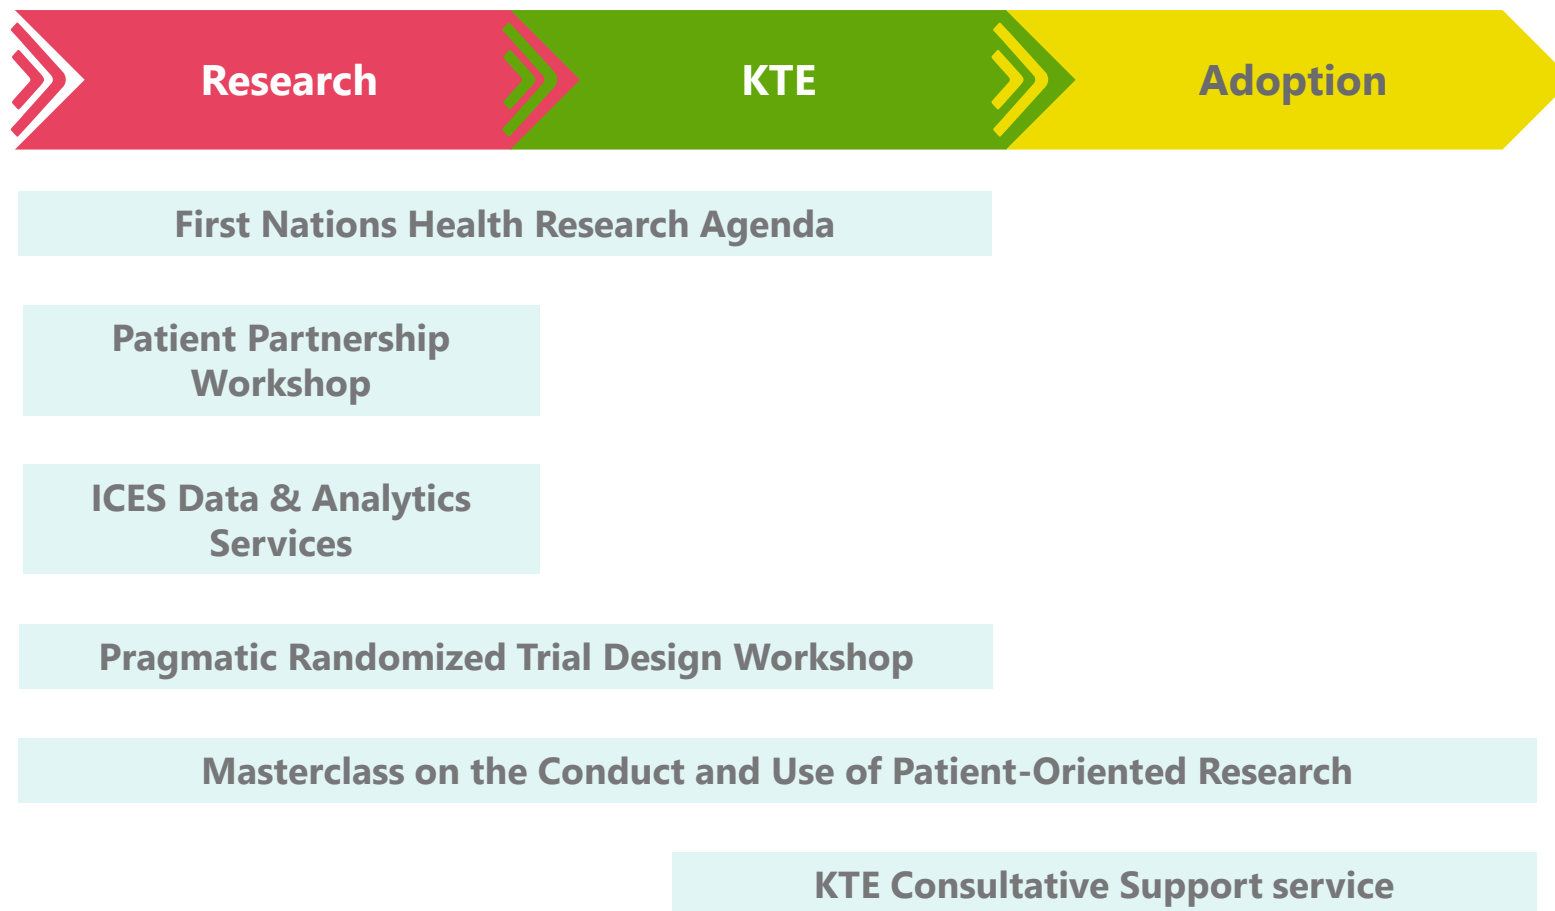 Research
KTE
Adoption
First Nations Health Research Agenda
Patient Partnership
Workshop
ICES Data & Analytics
Services
Pragmatic Randomized Trial Design Workshop
Masterclass on the Conduct and Use of Patient-Oriented Research
KTE Consultative Support service